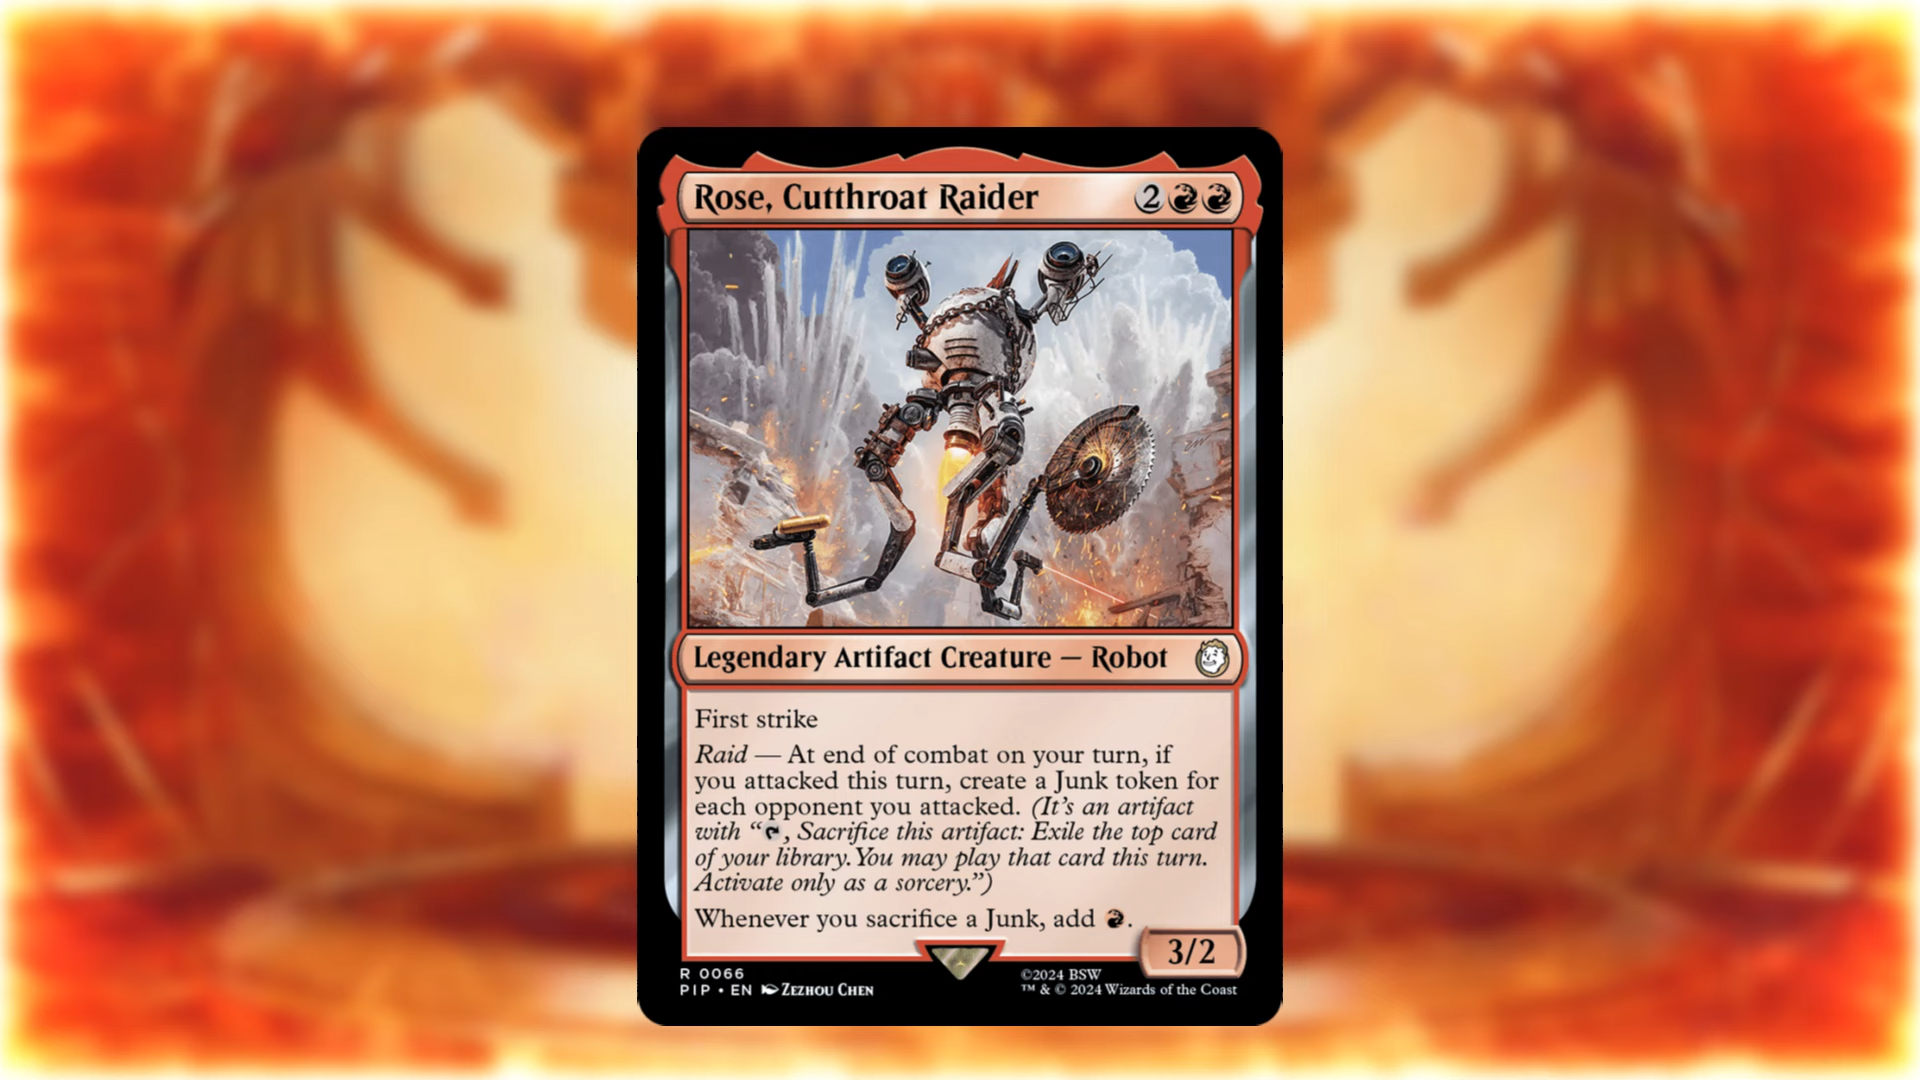 Rose, Cutthroat Raider 2
Legendary Artifact Creature — Robot
First strike
Raid — At end of combat on your turn, if
you attacked this turn, create a Junk token for
each opponent you attacked. (It's an artifact
with “, Sacrifice this artifact: Exile the top card
of your library. You may play that card this turn.
Activate only as a sorcery.”)
Whenever you sacrifice a Junk, add .
3/2
R 0066
PIP • EN Zezhou Chen
©2024 BSW
™ & © 2024 Wizards of the Coast